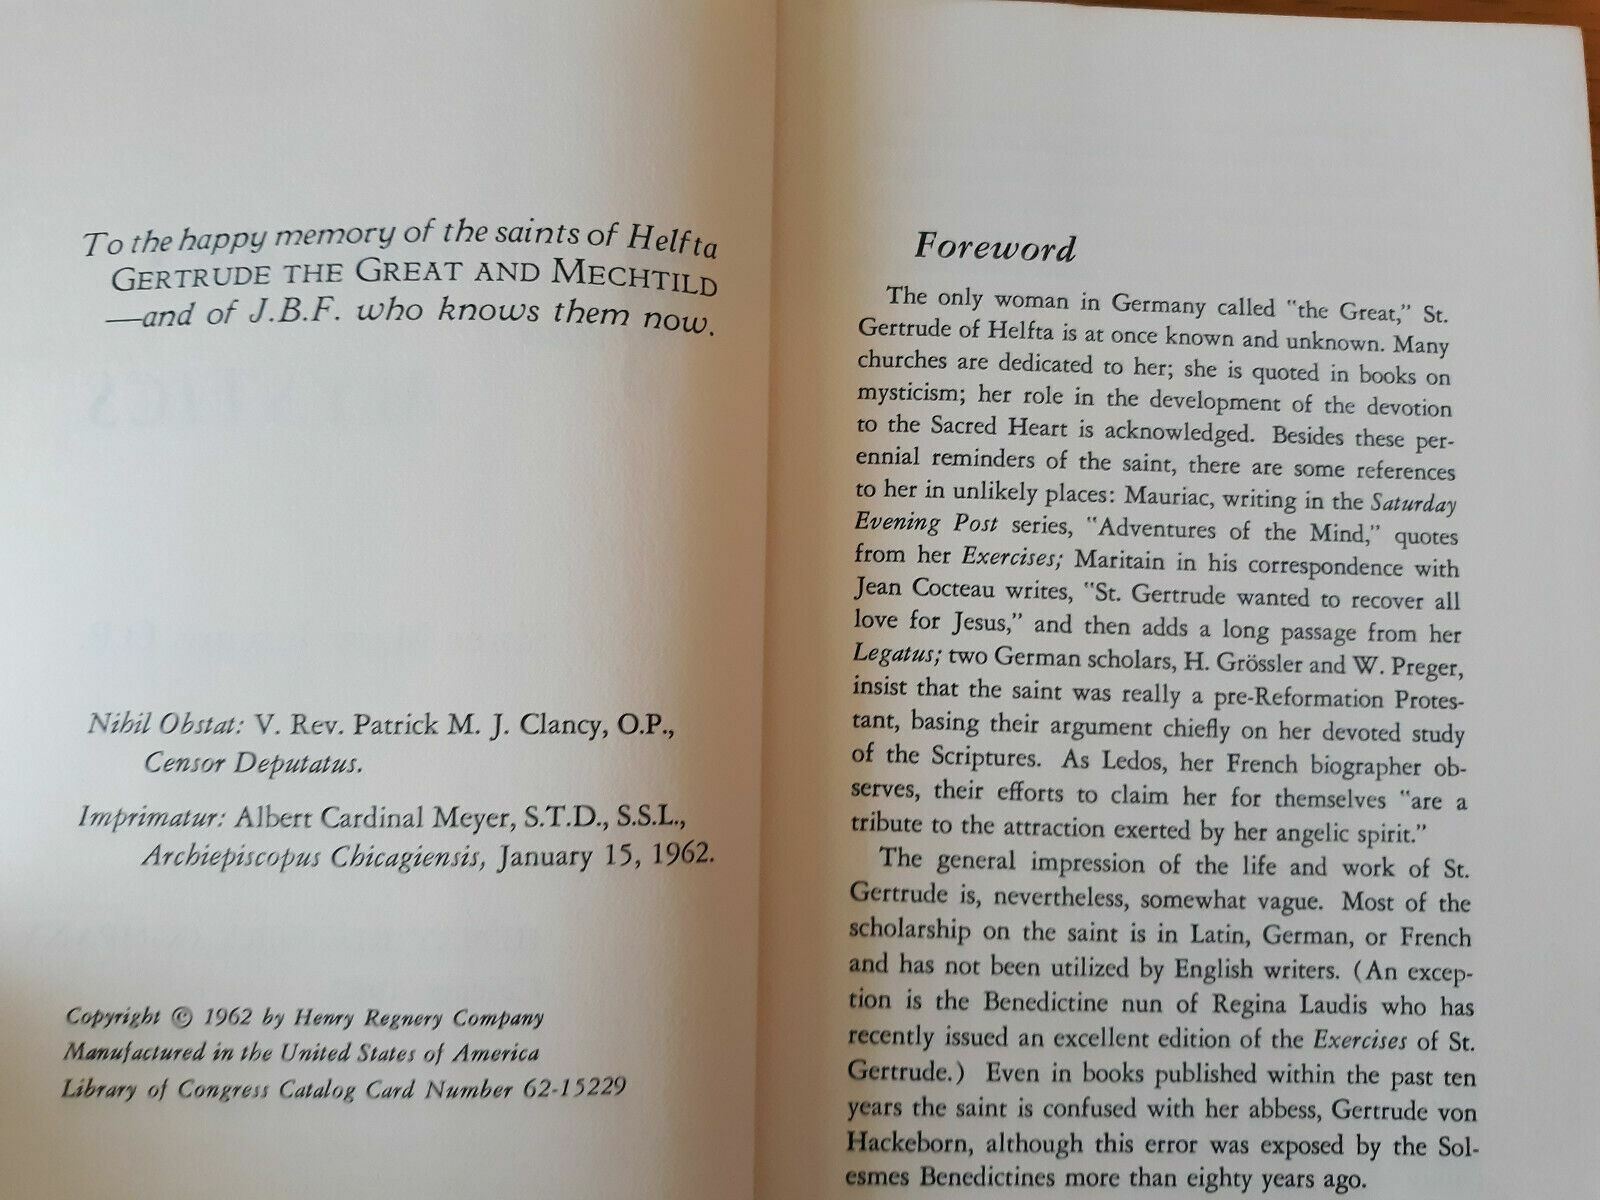 To the happy memory of the saints of Helfta
GERTRUDE THE GREAT AND MECHTILD
—and of J.B.F. who knows them now.
Nihil Obstat: V. Rev. Patrick M. J. Clancy, O.P.,
Censor Deputatus.
Imprimatur: Albert Cardinal Meyer, S.T.D., S.S.L.,
Archiepiscopus Chicagiensis, January 15, 1962.
Copyright © 1962 by Henry Regnery Company
Manufactured in the United States of America
Library of Congress Catalog Card Number 62-15229
Foreword
The only woman in Germany called "the Great," St.
Gertrude of Helfta is at once known and unknown. Many
churches are dedicated to her; she is quoted in books on
mysticism; her role in the development of the devotion
to the Sacred Heart is acknowledged. Besides these per-
ennial reminders of the saint, there are some references
to her in unlikely places: Mauriac, writing in the Saturday
Evening Post series, "Adventures of the Mind," quotes
from her Exercises; Maritain in his correspondence with
Jean Cocteau writes, "St. Gertrude wanted to recover all
love for Jesus," and then adds a long passage from her
Legatus; two German scholars, H. Grössler and W. Preger,
insist that the saint was really a pre-Reformation Protes-
tant, basing their argument chiefly on her devoted study
of the Scriptures. As Ledos, her French biographer ob-
serves, their efforts to claim her for themselves "are a
tribute to the attraction exerted by her angelic spirit."
The general impression of the life and work of St.
Gertrude is, nevertheless, somewhat vague. Most of the
scholarship on the saint is in Latin, German, or French
and has not been utilized by English writers. (An excep-
tion is the Benedictine nun of Regina Laudis who has
recently issued an excellent edition of the Exercises of St.
Gertrude.) Even in books published within the past ten
years the saint is confused with her abbess, Gertrude von
Hackeborn, although this error was exposed by the Sol-
esmes Benedictines more than eighty years ago.